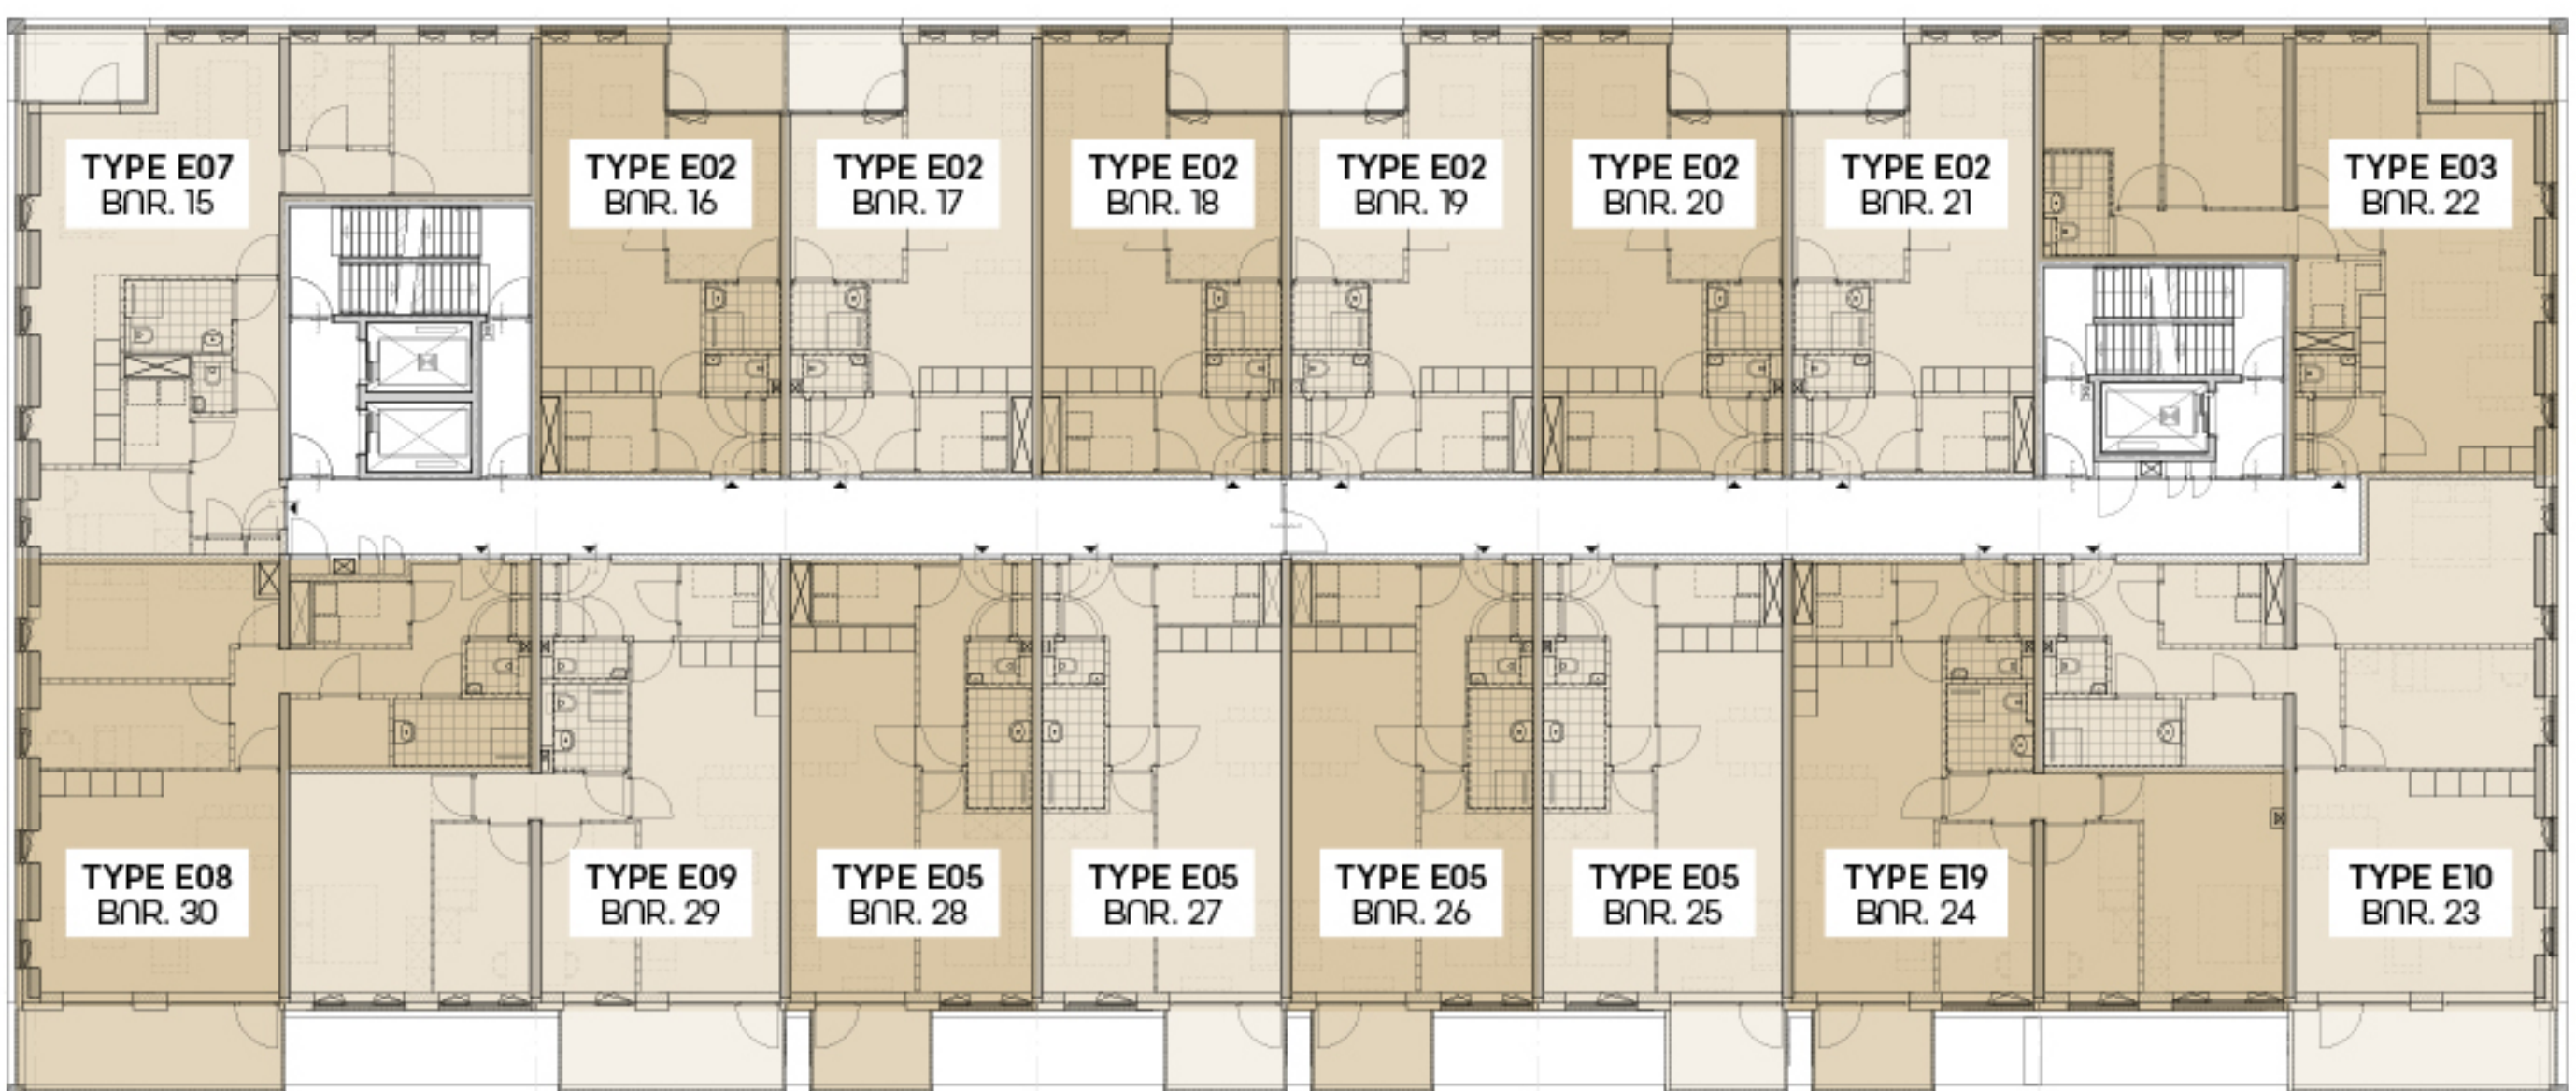 TYPE E07
BNR. 15
TYPE E02
BNR. 16
TYPE E02
BNR. 17
TYPE E02
BNR. 18
TYPE E02
BNR. 19
TYPE E02
BNR. 20
TYPE E02
BNR. 21
TYPE E03
BNR. 22
TYPE E08
BNR. 30
TYPE E09
BNR. 29
TYPE E05
BNR. 28
TYPE E05
BNR. 27
TYPE E05
BNR. 26
TYPE E05
BNR. 25
TYPE E19
BNR. 24
TYPE E10
BNR. 23